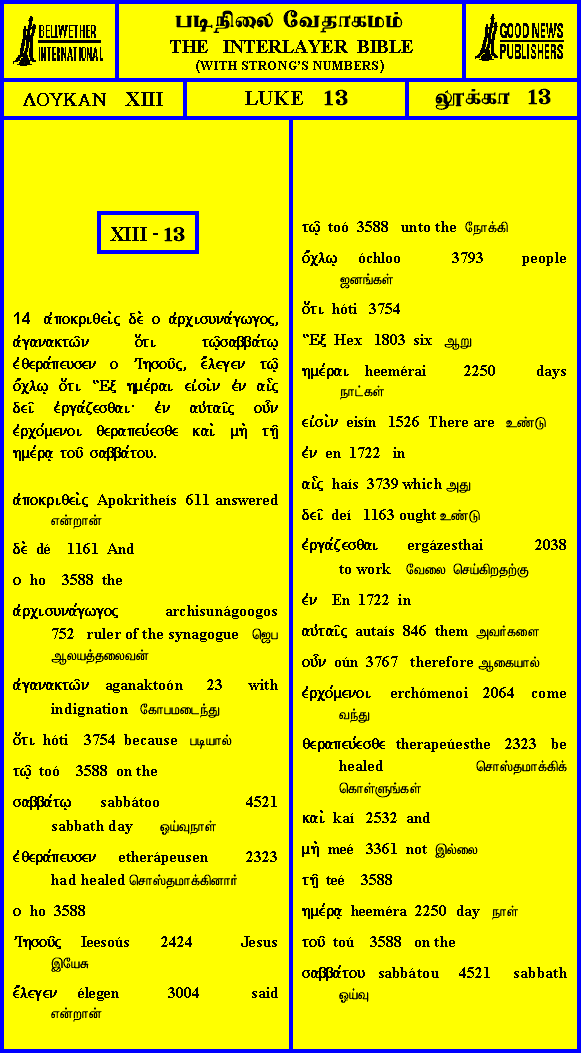 BELLWETHER
INTERNATIONAL
படிநிலை வேதாகமம்
THE INTERLAYER BIBLE
(WITH STRONG'S NUMBERS)
GOOD NEWS
PUBLISHERS
ΛΟΥΚΑΝ XIII
LUKE 13
லூக்கா 13
XIII - 13
14 ἀποκριθεὶς δὲ ο ἀρχισυνάγωγος,
ἀγανακτῶν ὅτι τῷσαββάτῳ
ἐθεράπευσεν ο Ἰησοῦς, ἔλεγεν τῷ
ὄχλῳ ὅτι Ἓξ ημέραι εἰσὶν ἐν αἷς
δεῖ ἐργάζεσθαι· ἐν αὐταῖς οὖν
ἐρχόμενοι θεραπεύεσθε καὶ μὴ τῇ
ημέρᾳ τοῦ σαββάτου.
ἀποκριθεὶς Apokritheís 611 answered
என்றான்
δὲ dé 1161 And
ο ho 3588 the
ἀρχισυνάγωγος archisunágoogos
752 ruler of the synagogue ஜெப
ஆலயத்தலைவன்
ἀγανακτῶν aganaktoón 23 with
indignation கோபமடைந்து
ὅτι hóti 3754 because படியால்
τῷ toó 3588 on the
σαββάτῳ sabbátoo 4521
sabbath day ஓய்வுநாள்
ἐθεράπευσεν etherápeusen 2323
had healed சொஸ்தமாக்கினார்
ο ho 3588
Ἰησοῦς Ieesoús 2424 Jesus
இயேசு
ἔλεγεν élegen 3004 said
என்றான்
τῷ toó 3588 unto the நோக்கி
ὄχλῳ óchloo 3793 people
ஜனங்கள்
ὅτι hóti 3754
Ἓξ Hex 1803 six ஆறு
ημέραι heemérai 2250 days
நாட்கள்
εἰσὶν eisín 1526 There are உண்டு
ἐν en 1722 in
αἷς haís 3739 which அது
δεῖ deí 1163 ought உண்டு
ἐργάζεσθαι ergázesthai 2038
to work வேலை செய்கிறதற்கு
ἐν En 1722 in
αὐταῖς autaís 846 them அவர்களை
οὖν oún 3767 therefore ஆகையால்
ἐρχόμενοι erchómenoi 2064 come
வந்து
θεραπεύεσθε therapeúesthe 2323 be
healed சொஸ்தமாக்கிக்
கொள்ளுங்கள்
καὶ kaí 2532 and
μὴ meé 3361 not இல்லை
τῇ teé 3588
ημέρᾳ heeméra 2250 day நாள்
τοῦ toú 3588 on the
σαββάτου sabbátou 4521 sabbath
ஓய்வு